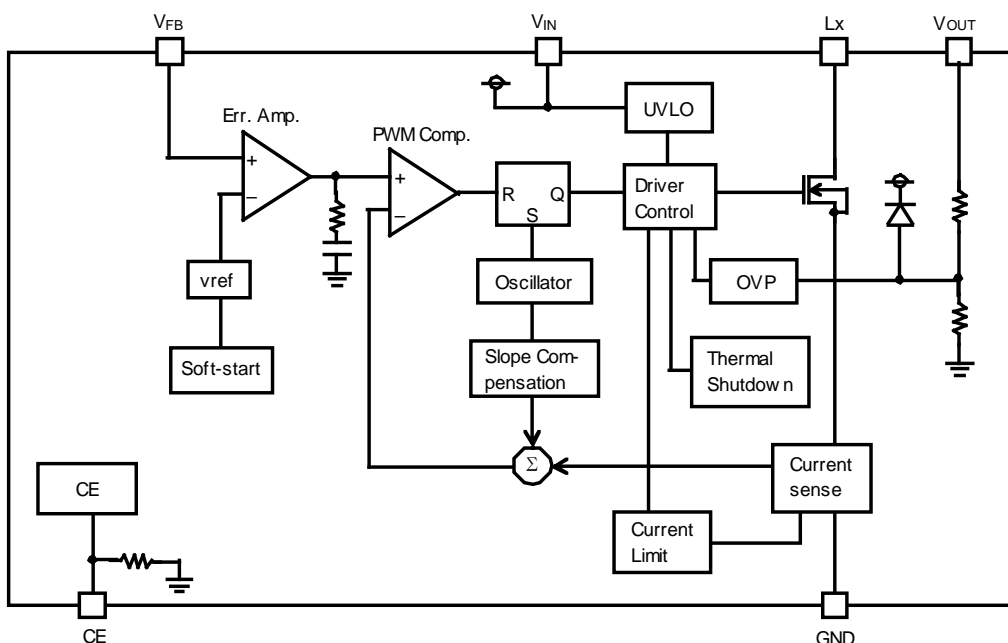 VFB
VIN
Lx
VOUT
Err. Amp.
PWM Comp.
UVLO
+
−
+
−
R
Q
S
Driver
Control
vref
Oscillator
OVP
Soft-start
Slope Com-
pensation
Thermal
Shutdown
Σ
CE
Current
sense
Current
Limit
CE
GND